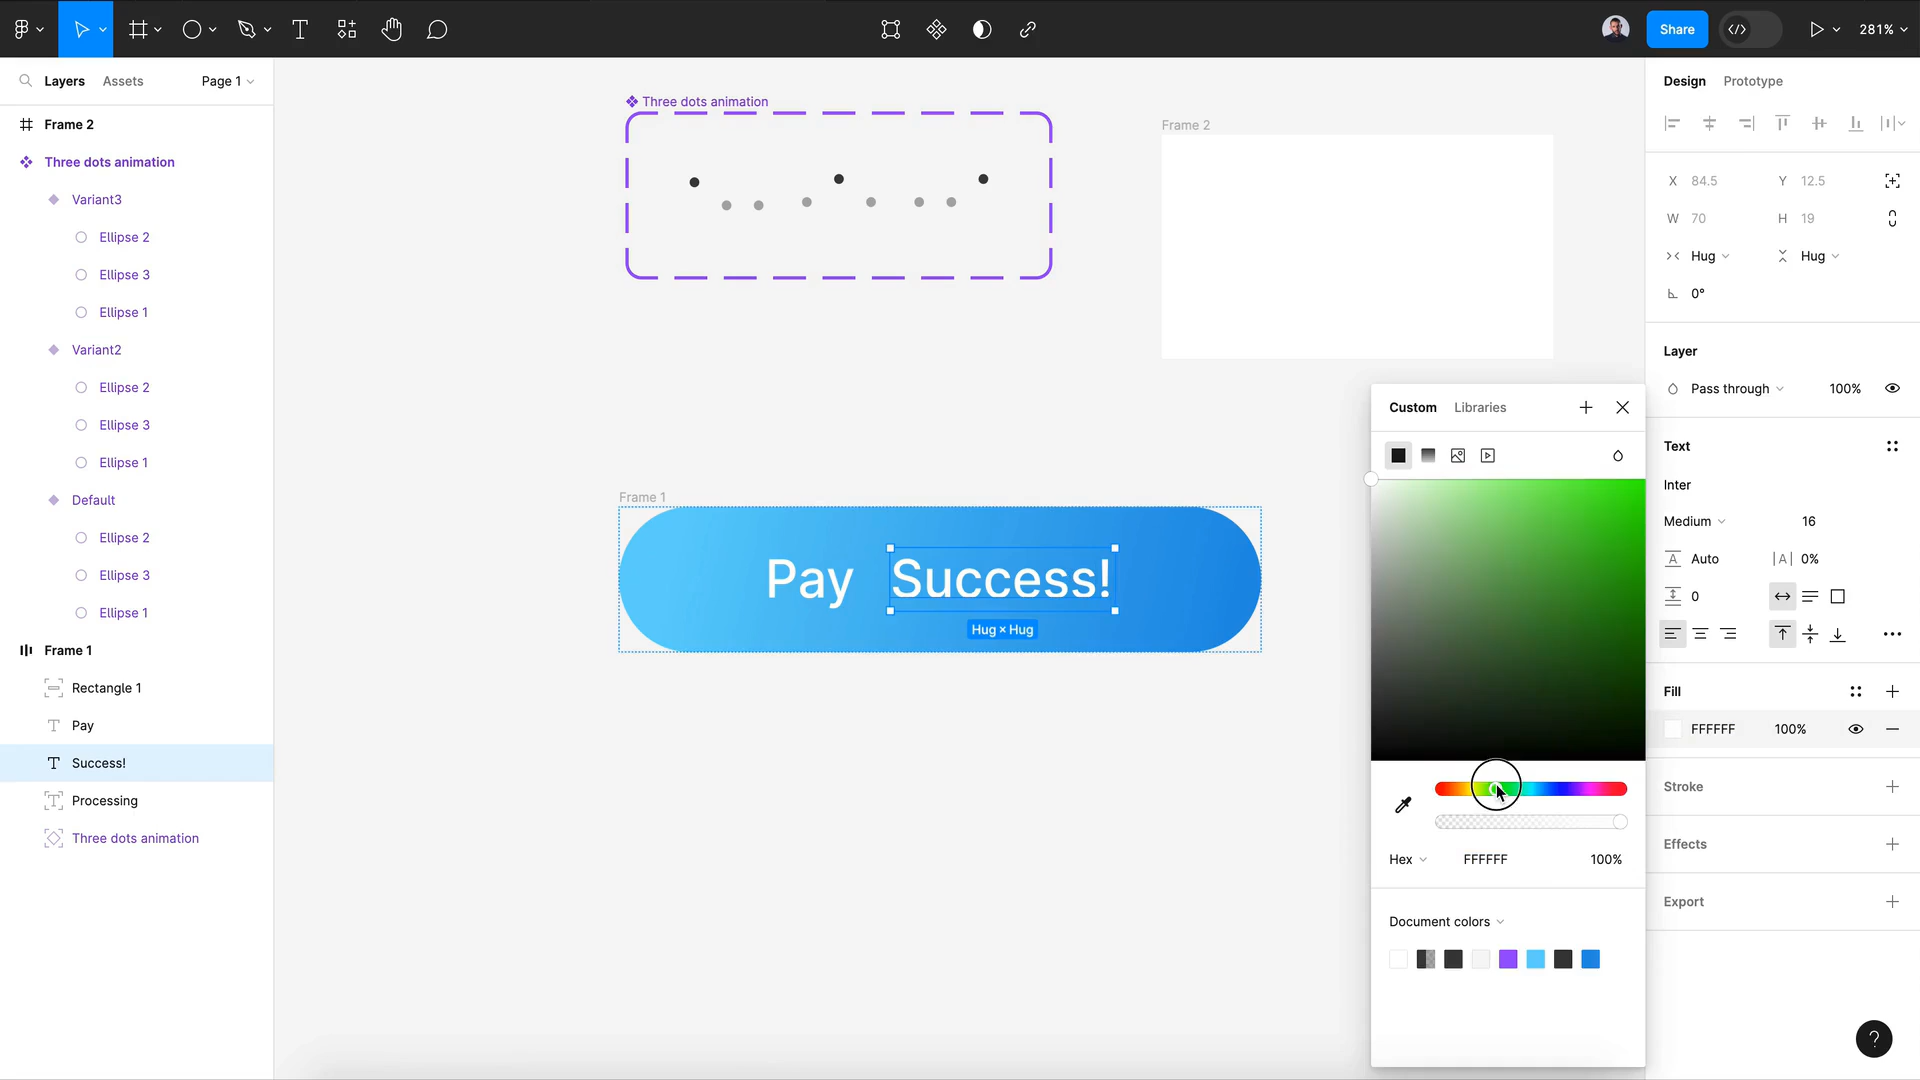 Share
281%
Layers
Assets
Page 1
Design
Prototype
Frame 2
Three dots animation
Variant3
Ellipse 2
Ellipse 3
Ellipse 1
Variant2
Ellipse 2
Ellipse 3
Ellipse 1
Default
Ellipse 2
Ellipse 3
Ellipse 1
Frame 1
Rectangle 1
Pay
Success!
Processing
Three dots animation
Three dots animation
Frame 2
Frame 1
Pay
Success!
Hug × Hug
Custom
Libraries
Hex
FFFFFF
100%
Document colors
X 84.5
Y 12.5
W 70
H 19
Hug
Hug
0°
Layer
Pass through
100%
Text
Inter
Medium
16
Auto
0%
0
Fill
FFFFFF
100%
Stroke
Effects
Export
?